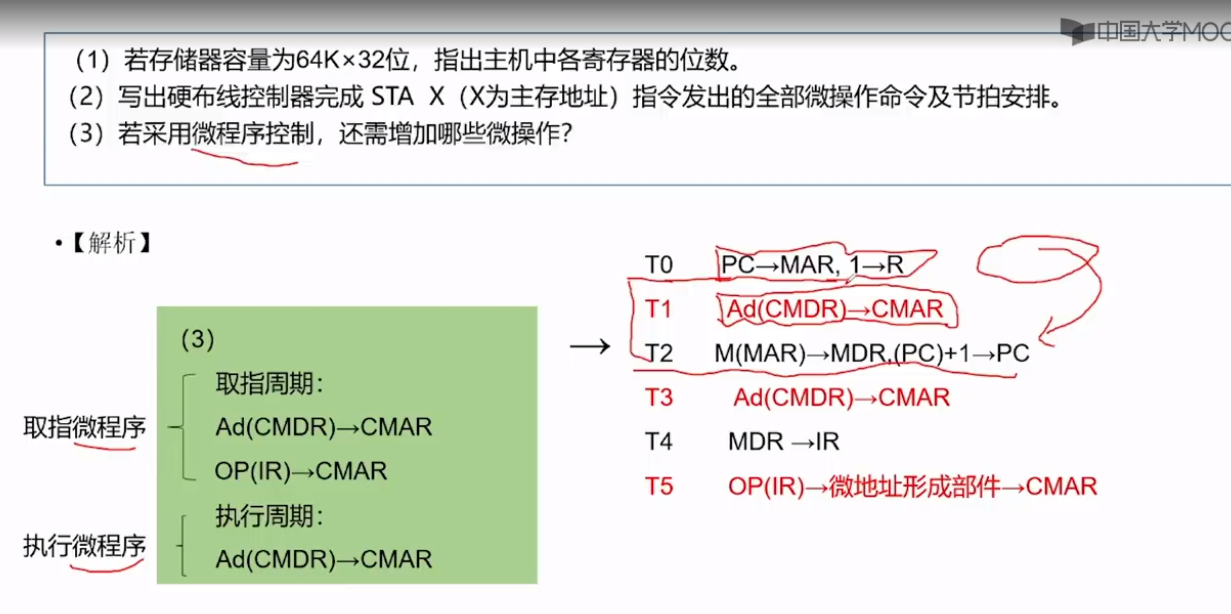 中国大学MOO
（1）若存储器容量为64K×32位，指出主机中各寄存器的位数。
（2）写出硬布线控制器完成 STA X（X为主存地址）指令发出的全部微操作命令及节拍安排。
（3）若采用微程序控制，还需增加哪些微操作？
•【解析】
（3）
取指周期：
取指微程序
Ad(CMDR)→CMAR
OP(IR)→CMAR
执行周期：
执行微程序
Ad(CMDR)→CMAR
→
T0 PC→MAR, 1→R
T1 Ad(CMDR)→CMAR
T2 M(MAR)→MDR,(PC)+1→PC
T3 Ad(CMDR)→CMAR
T4 MDR →IR
T5 OP(IR)→微地址形成部件→CMAR